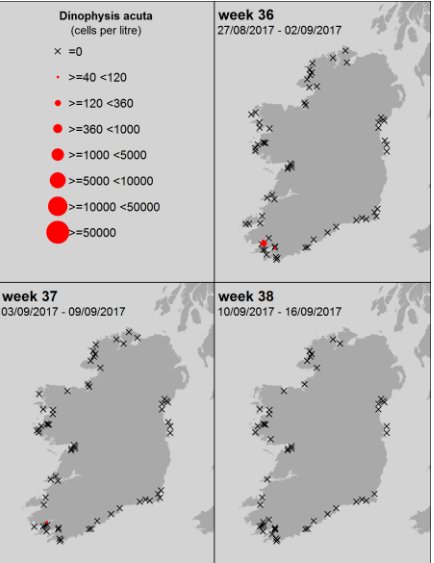 Dinophysis acuta
(cells per litre)
=0
>=40 <120
>=120 <360
>=360 <1000
>=1000 <5000
>=5000 <10000
>=10000 <50000
>=50000
week 36
27/08/2017 - 02/09/2017
week 37
03/09/2017 - 09/09/2017
week 38
10/09/2017 - 16/09/2017